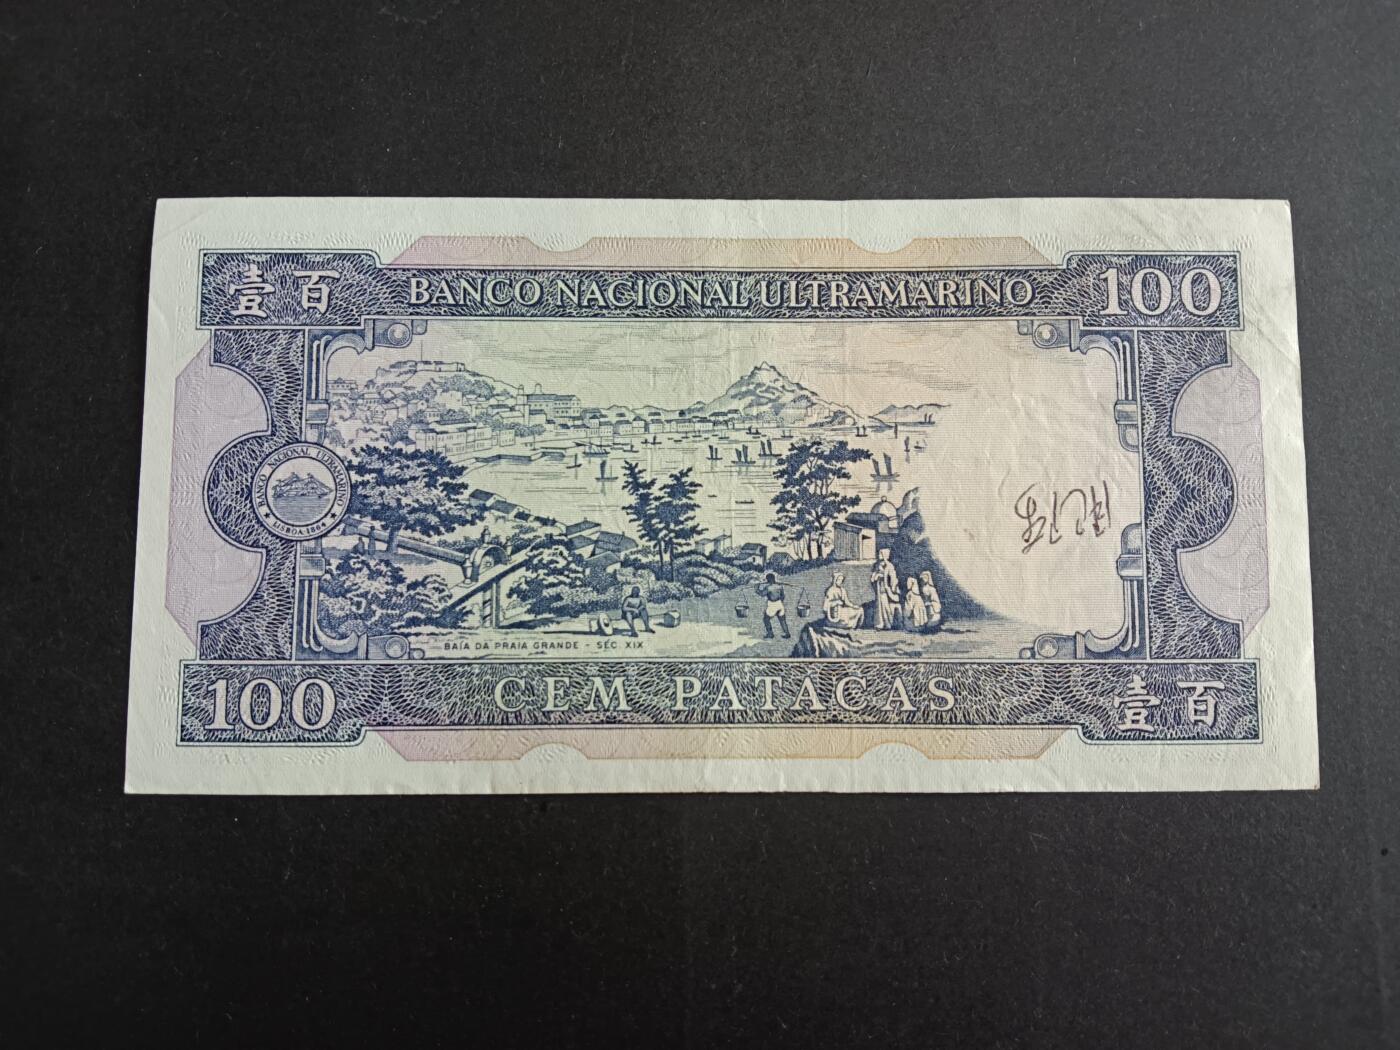 壹百 BANCO NACIONAL ULTRAMARINO 100
BANCO NACIONAL ULTRAMARINO
LISBOA 1864
BAÍA DA PRAIA GRANDE - SÉC. XIX
100 CEM PATACAS 壹百